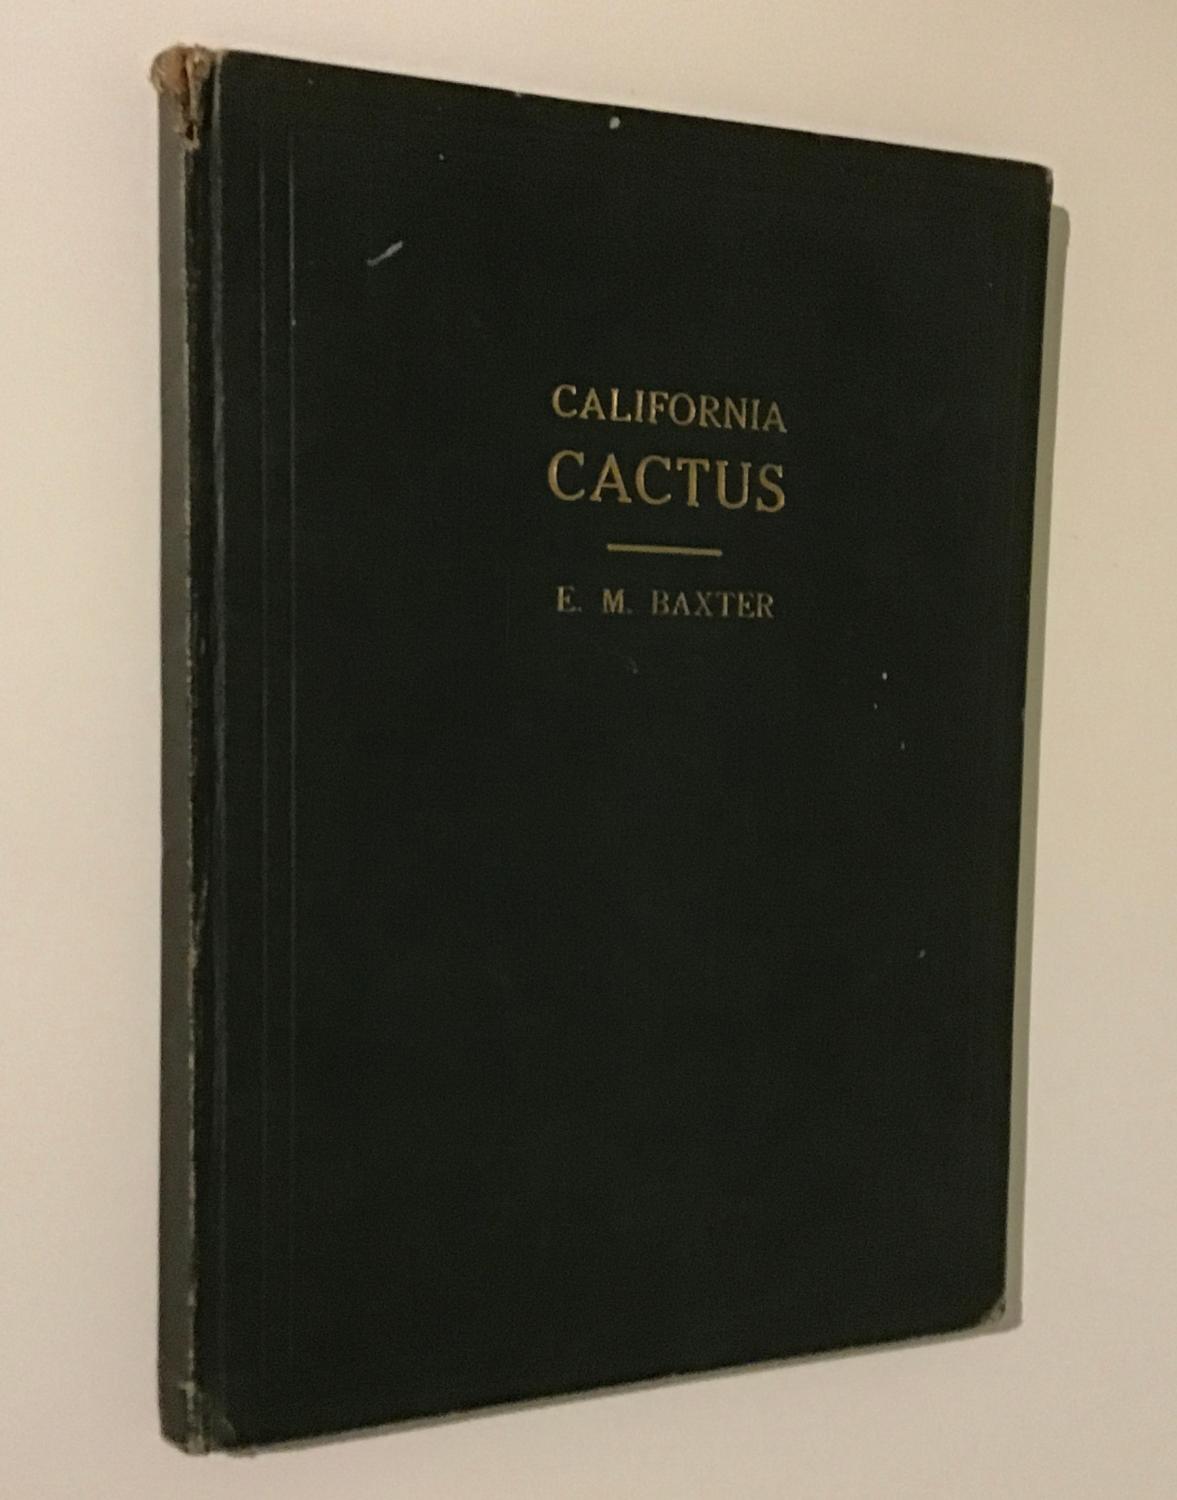 CALIFORNIA
CACTUS
E. M. BAXTER